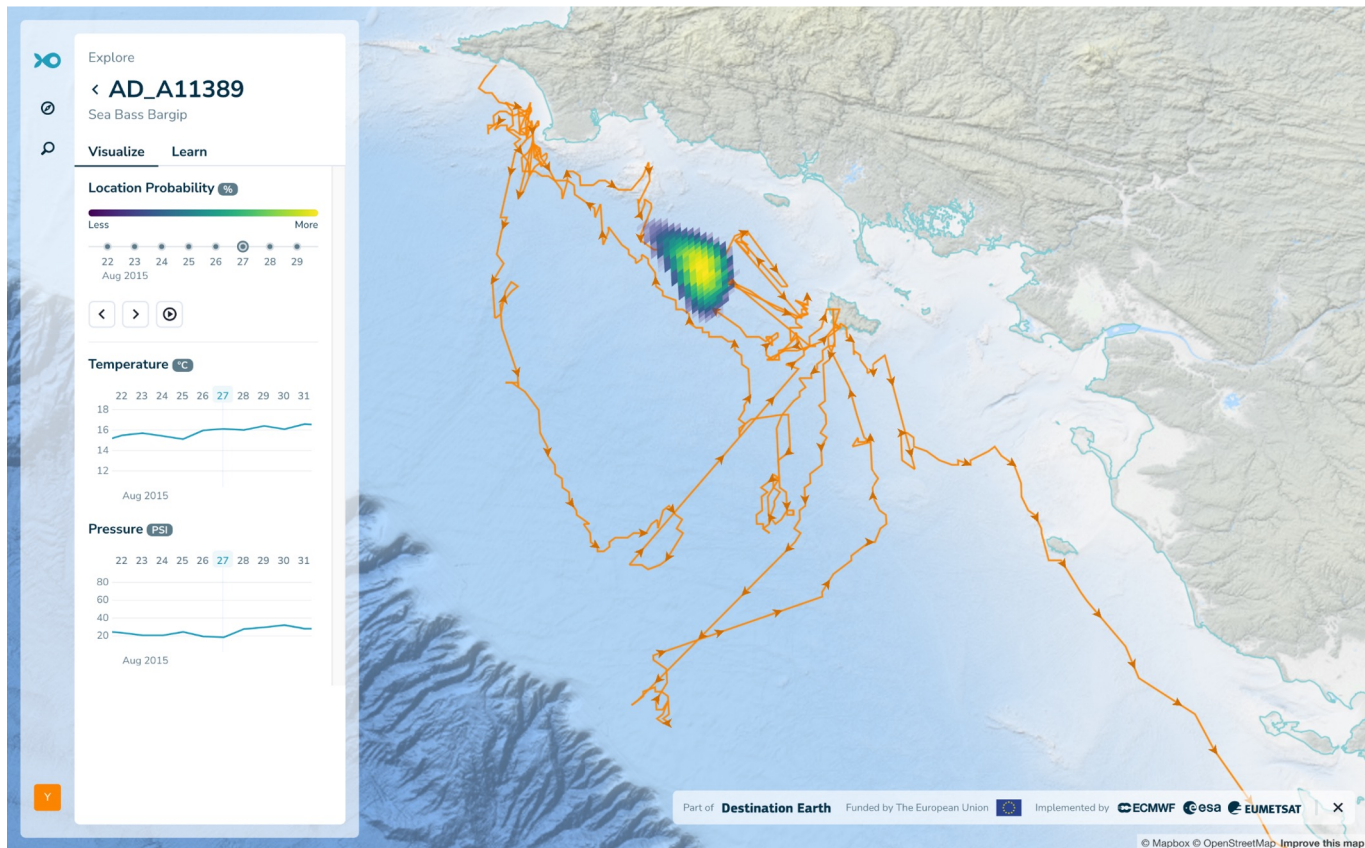 Explore
AD_A11389
Sea Bass Bargip
Visualize Learn
Location Probability %
Less More
22 23 24 25 26 27 28 29
Aug 2015
Temperature °C
22 23 24 25 26 27 28 29 30 31
18
16
14
12
Aug 2015
Pressure PSI
22 23 24 25 26 27 28 29 30 31
80
60
40
20
Aug 2015
Y
Part of Destination Earth Funded by The European Union Implemented by ECMWF esa EUMETSAT
© Mapbox © OpenStreetMap Improve this map